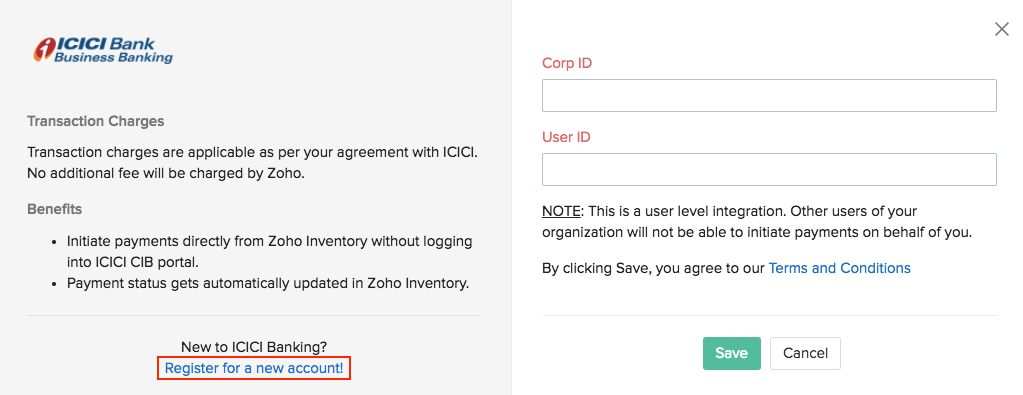 ICICI Bank
Business Banking
Transaction Charges
Transaction charges are applicable as per your agreement with ICICI.
No additional fee will be charged by Zoho.
Benefits
• Initiate payments directly from Zoho Inventory without logging
into ICICI CIB portal.
• Payment status gets automatically updated in Zoho Inventory.
New to ICICI Banking?
Register for a new account!
Corp ID
User ID
NOTE: This is a user level integration. Other users of your
organization will not be able to initiate payments on behalf of you.
By clicking Save, you agree to our Terms and Conditions
Save
Cancel